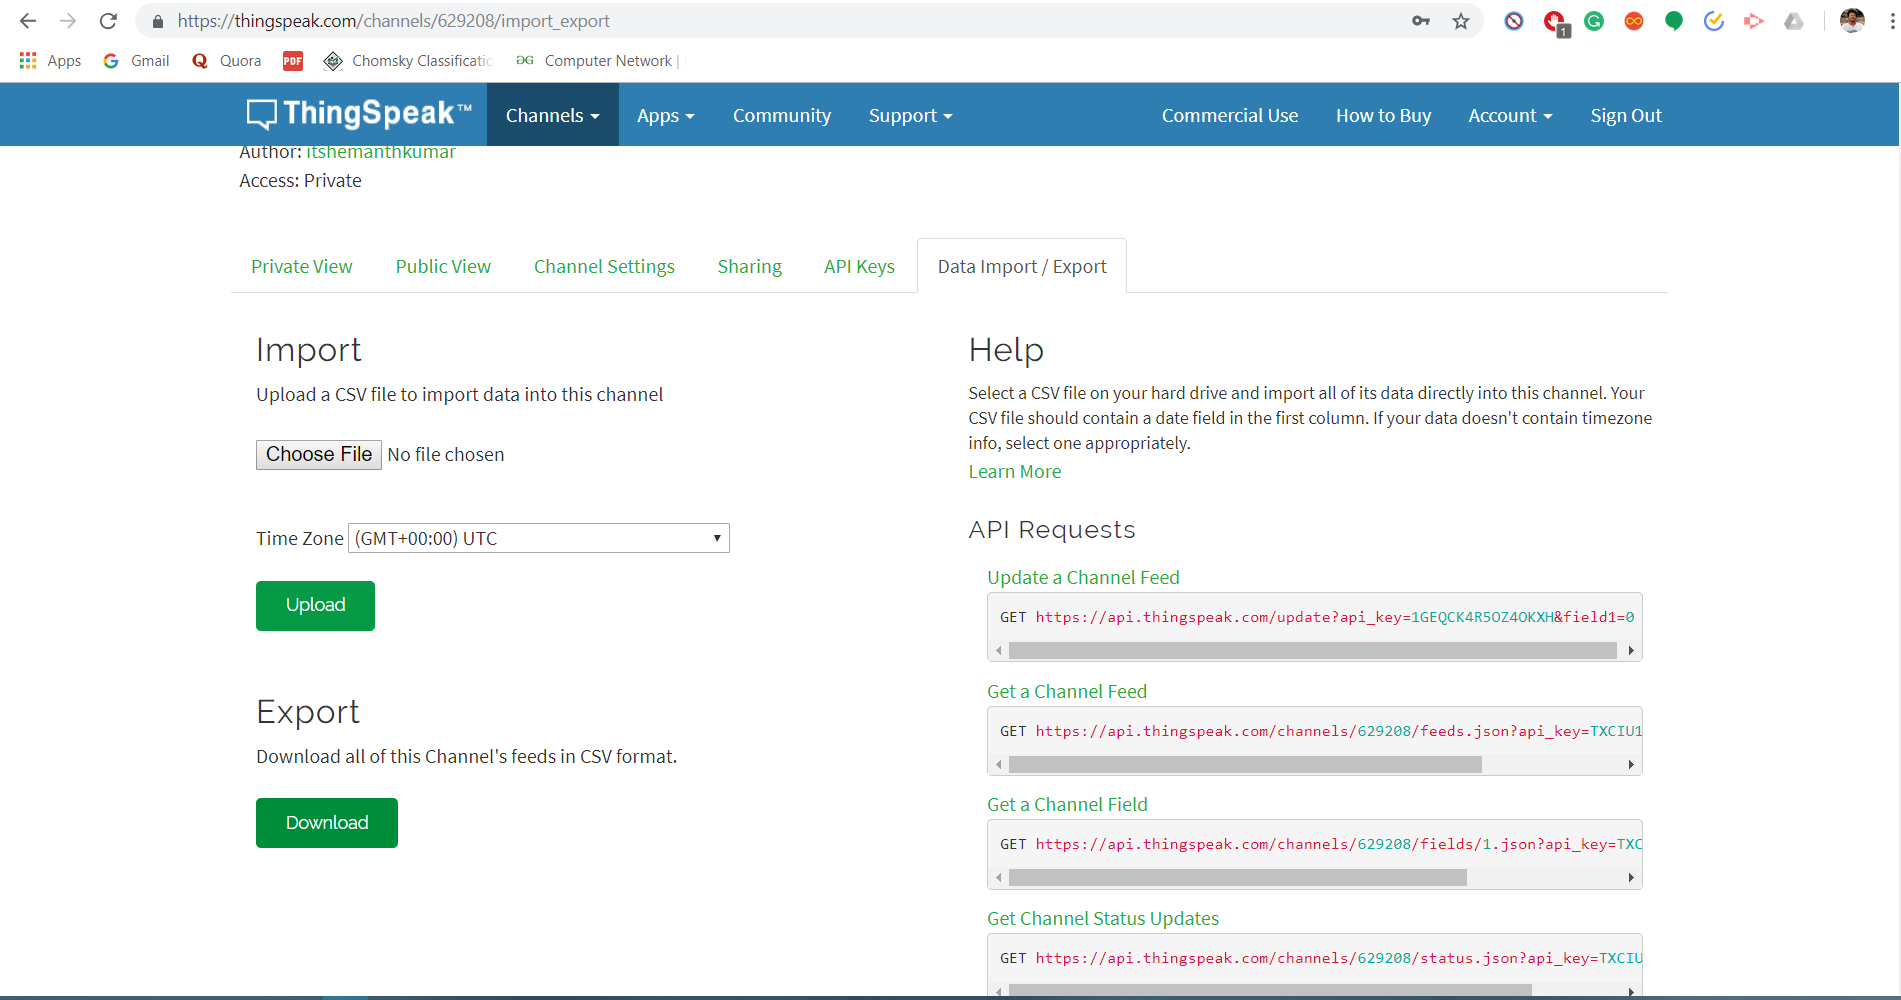 https://thingspeak.com/channels/629208/import_export
1
Apps Gmail Quora PDF Chomsky Classificatio Computer Network |
ThingSpeak™ Channels Apps Community Support Commercial Use How to Buy Account Sign Out
Author: itshemanthkumar
Access: Private
Private View Public View Channel Settings Sharing API Keys Data Import / Export
Import
Upload a CSV file to import data into this channel
Choose File No file chosen
Time Zone (GMT+00:00) UTC
Upload
Export
Download all of this Channel's feeds in CSV format.
Download
Help
Select a CSV file on your hard drive and import all of its data directly into this channel. Your
CSV file should contain a date field in the first column. If your data doesn't contain timezone
info, select one appropriately.
Learn More
API Requests
Update a Channel Feed
GET https://api.thingspeak.com/update?api_key=1GEQCK4R5OZ4OKXH&field1=0
Get a Channel Feed
GET https://api.thingspeak.com/channels/629208/feeds.json?api_key=TXCIU1
Get a Channel Field
GET https://api.thingspeak.com/channels/629208/fields/1.json?api_key=TXC
Get Channel Status Updates
GET https://api.thingspeak.com/channels/629208/status.json?api_key=TXCIU